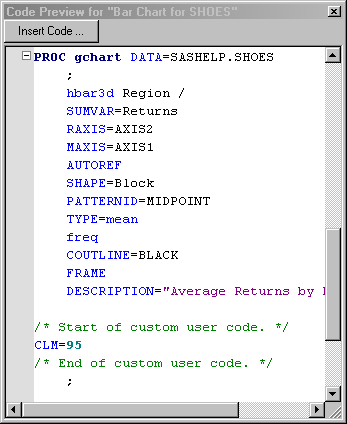 Code Preview for "Bar Chart for SHOES"
Insert Code ...
PROC gchart DATA=SASHELP.SHOES
;
hbar3d Region /
SUMVAR=Returns
RAXIS=AXIS2
MAXIS=AXIS1
AUTOREF
SHAPE=Block
PATTERNID=MIDPOINT
TYPE=mean
freq
COUTLINE=BLACK
FRAME
DESCRIPTION="Average Returns by
/* Start of custom user code. */
CLM=95
/* End of custom user code. */
;